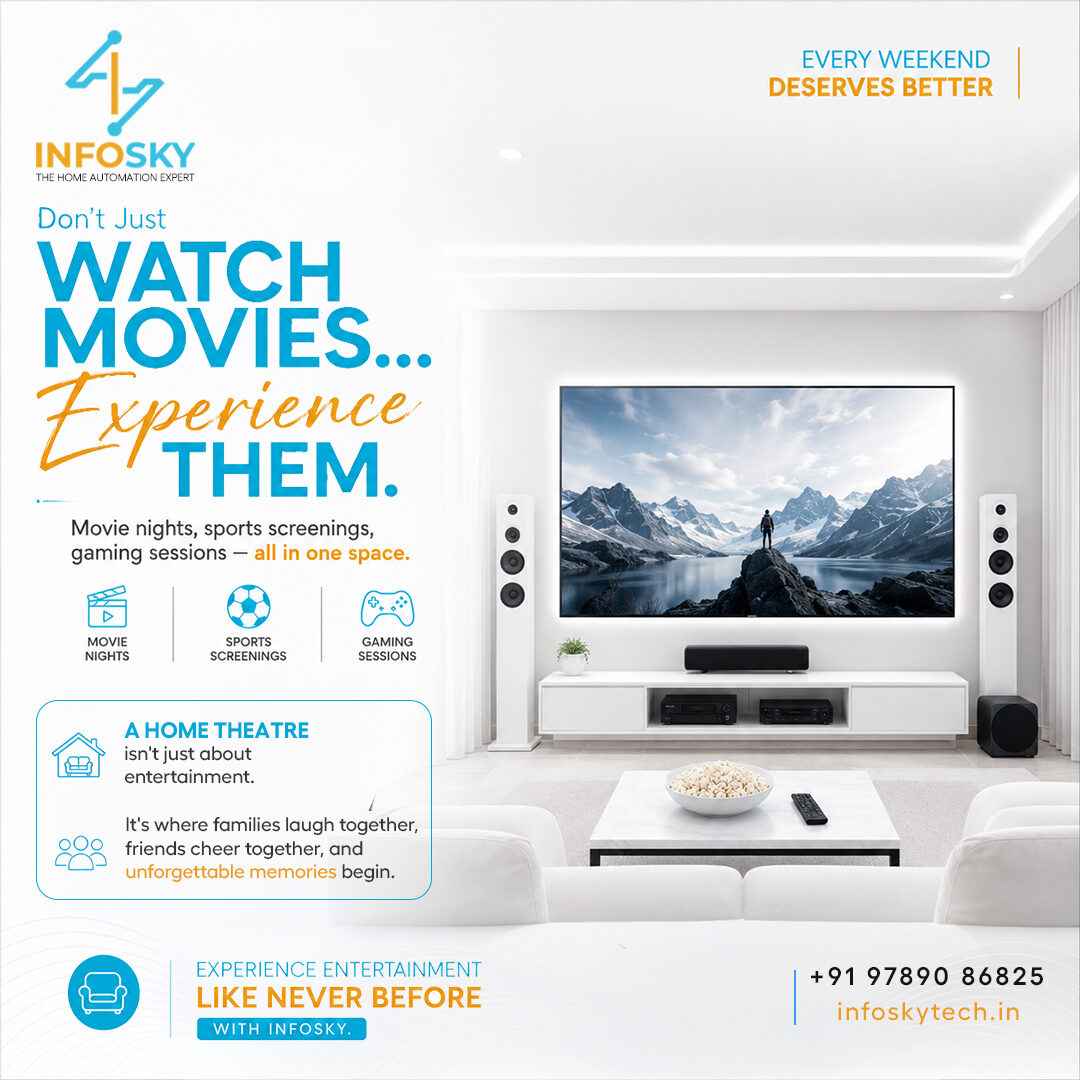 INFOSKY
THE HOME AUTOMATION EXPERT
EVERY WEEKEND
DESERVES BETTER
Don't Just
WATCH
MOVIES...
Experience
THEM.
Movie nights, sports screenings,
gaming sessions — all in one space.
MOVIE
NIGHTS
SPORTS
SCREENINGS
GAMING
SESSIONS
A HOME THEATRE
isn't just about
entertainment.
It's where families laugh together,
friends cheer together, and
unforgettable memories begin.
EXPERIENCE ENTERTAINMENT
LIKE NEVER BEFORE
WITH INFOSKY.
+91 97890 86825
infoskytech.in